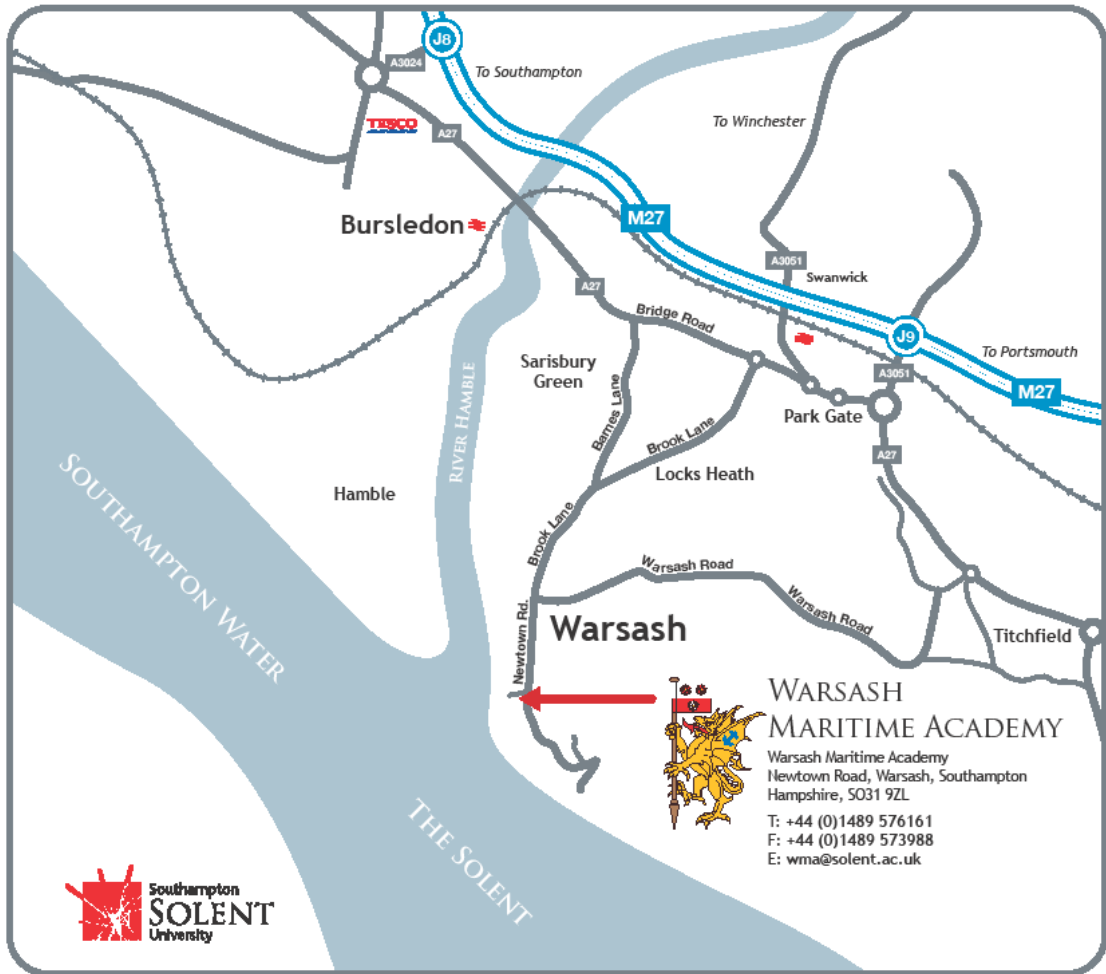 J8
A3024
To Southampton
TESCO
A27
To Winchester
Bursledon
M27
A3051
Swanwick
A27
Bridge Road
J9
To Portsmouth
Sarisbury
Green
A3051
M27
Barnes Lane
Park Gate
RIVER HAMBLE
Brook Lane
A27
Locks Heath
Hamble
SOUTHAMPTON WATER
Brook Lane
Warsash Road
Warsash Road
Newtown Rd.
Warsash
Titchfield
WARSASH
MARITIME ACADEMY
Warsash Maritime Academy
Newtown Road, Warsash, Southampton
Hampshire, SO31 9ZL
T: +44 (0)1489 576161
F: +44 (0)1489 573988
E: wma@solent.ac.uk
THE SOLENT
Southampton
SOLENT
University